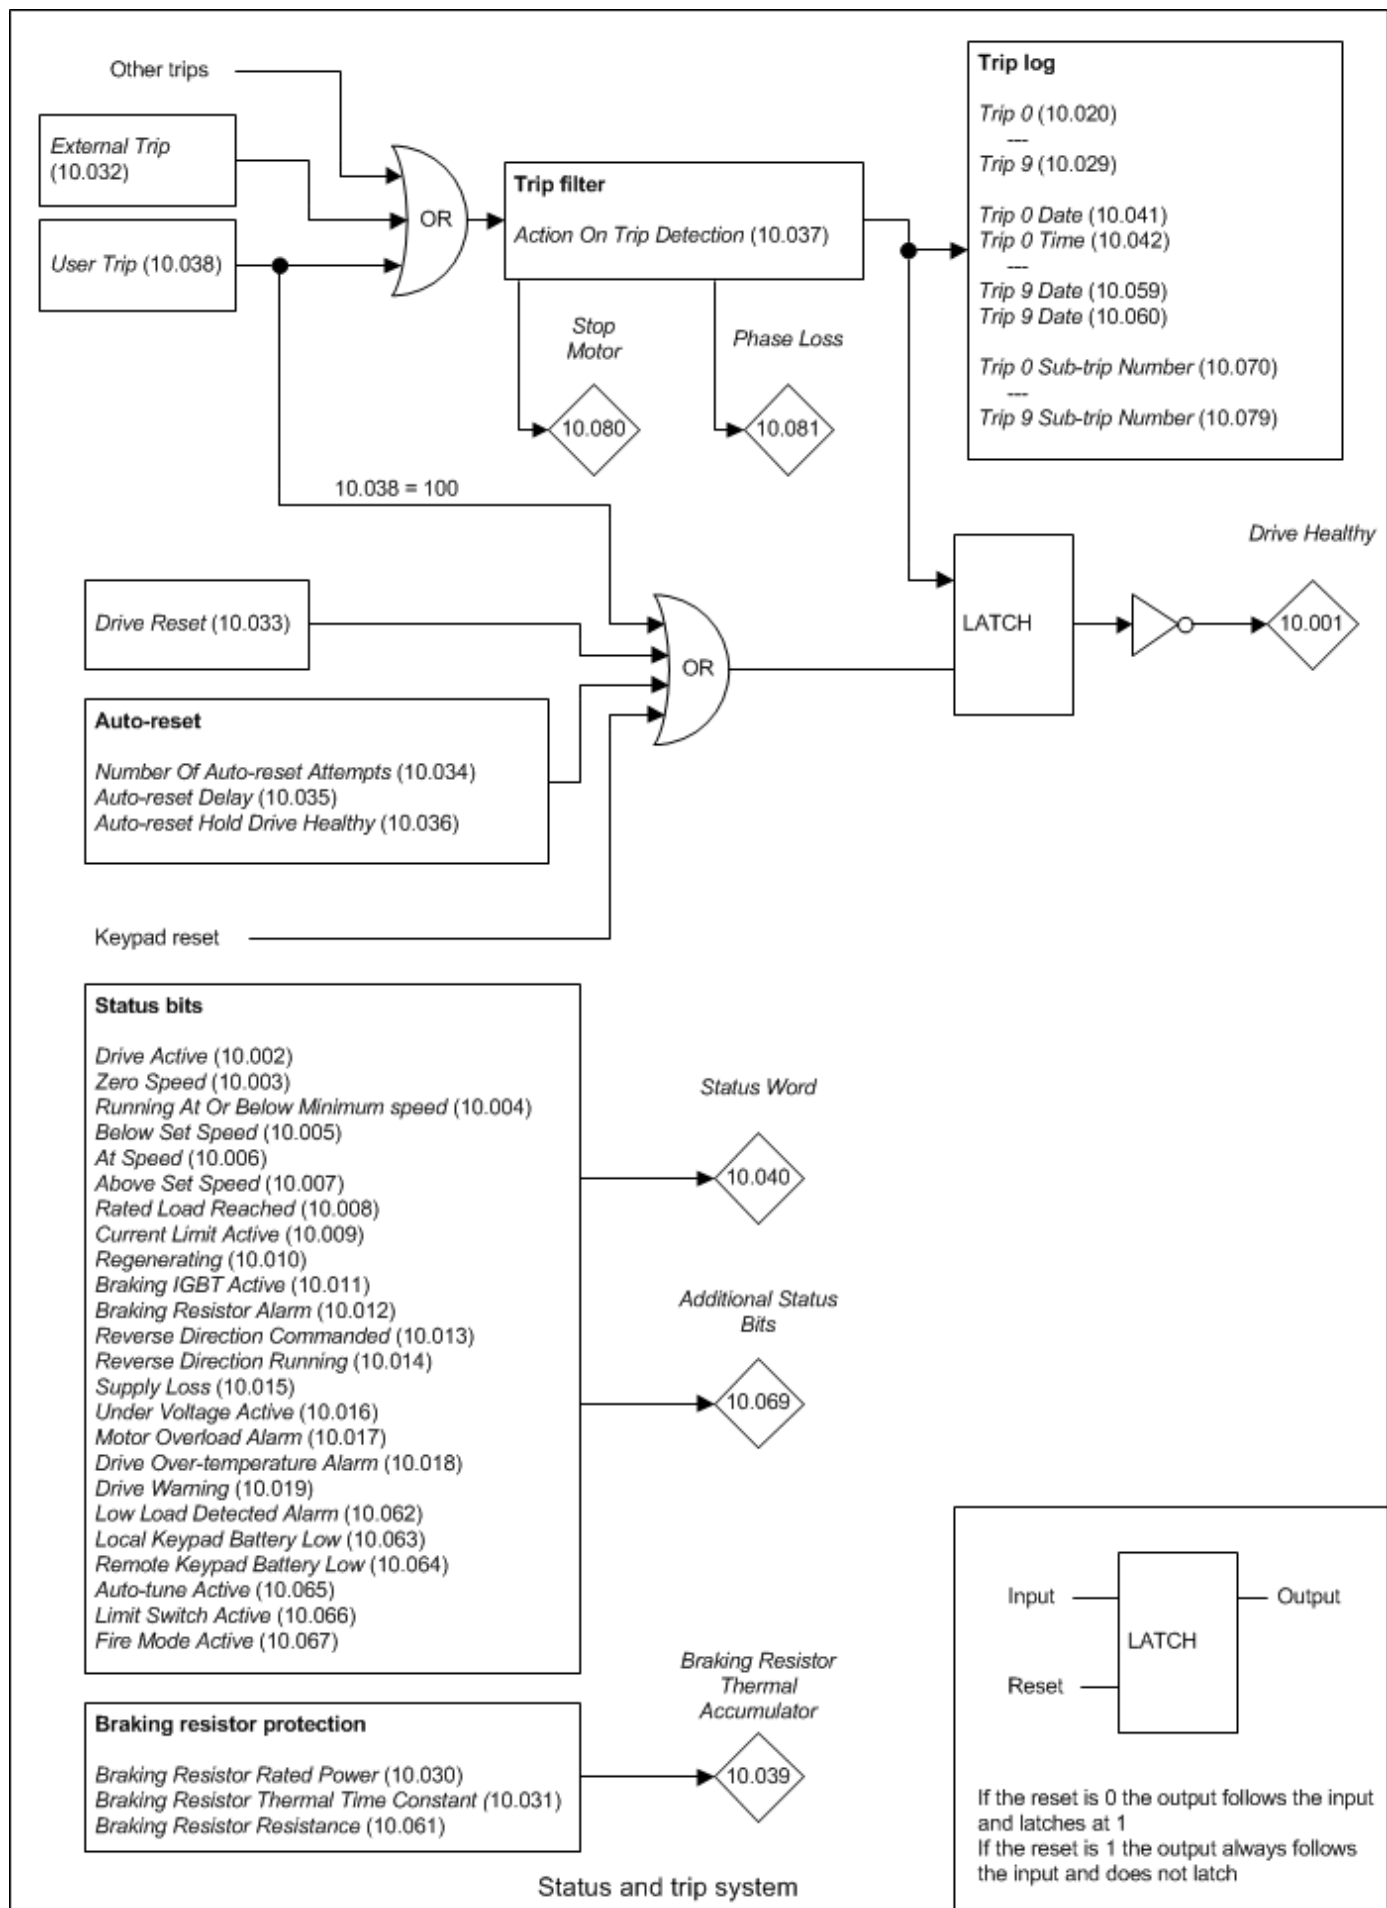 Other trips
External Trip
(10.032)
User Trip (10.038)
OR
Trip filter
Action On Trip Detection (10.037)
Trip log
Trip 0 (10.020)
---
Trip 9 (10.029)
Trip 0 Date (10.041)
Trip 0 Time (10.042)
---
Trip 9 Date (10.059)
Trip 9 Date (10.060)
Trip 0 Sub-trip Number (10.070)
---
Trip 9 Sub-trip Number (10.079)
Stop
Motor
10.080
Phase Loss
10.081
10.038 = 100
Drive Reset (10.033)
Auto-reset
Number Of Auto-reset Attempts (10.034)
Auto-reset Delay (10.035)
Auto-reset Hold Drive Healthy (10.036)
Keypad reset
OR
LATCH
Drive Healthy
10.001
Status bits
Drive Active (10.002)
Zero Speed (10.003)
Running At Or Below Minimum speed (10.004)
Below Set Speed (10.005)
At Speed (10.006)
Above Set Speed (10.007)
Rated Load Reached (10.008)
Current Limit Active (10.009)
Regenerating (10.010)
Braking IGBT Active (10.011)
Braking Resistor Alarm (10.012)
Reverse Direction Commanded (10.013)
Reverse Direction Running (10.014)
Supply Loss (10.015)
Under Voltage Active (10.016)
Motor Overload Alarm (10.017)
Drive Over-temperature Alarm (10.018)
Drive Warning (10.019)
Low Load Detected Alarm (10.062)
Local Keypad Battery Low (10.063)
Remote Keypad Battery Low (10.064)
Auto-tune Active (10.065)
Limit Switch Active (10.066)
Fire Mode Active (10.067)
Status Word
10.040
Additional Status
Bits
10.069
Braking resistor protection
Braking Resistor Rated Power (10.030)
Braking Resistor Thermal Time Constant (10.031)
Braking Resistor Resistance (10.061)
Braking Resistor
Thermal
Accumulator
10.039
Input
Reset
LATCH
Output
If the reset is 0 the output follows the input
and latches at 1
If the reset is 1 the output always follows
the input and does not latch
Status and trip system